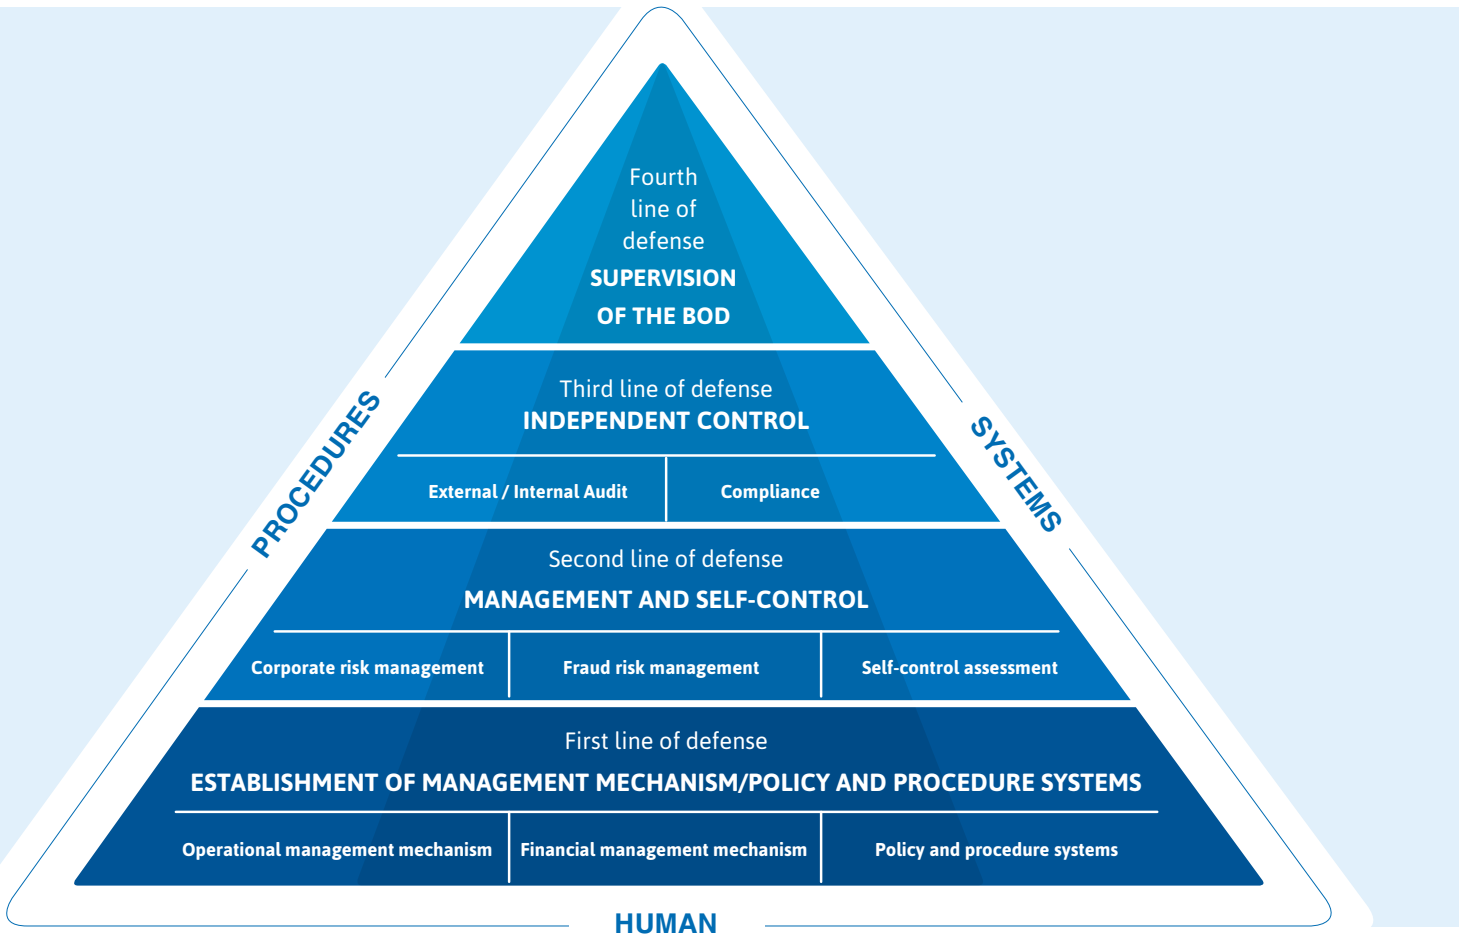 Fourth
line of
defense
SUPERVISION
OF THE BOD
Third line of defense
INDEPENDENT CONTROL
External / Internal Audit
Compliance
PROCEDURES
SYSTEMS
Second line of defense
MANAGEMENT AND SELF-CONTROL
Corporate risk management
Fraud risk management
Self-control assessment
First line of defense
ESTABLISHMENT OF MANAGEMENT MECHANISM/POLICY AND PROCEDURE SYSTEMS
Operational management mechanism
Financial management mechanism
Policy and procedure systems
HUMAN